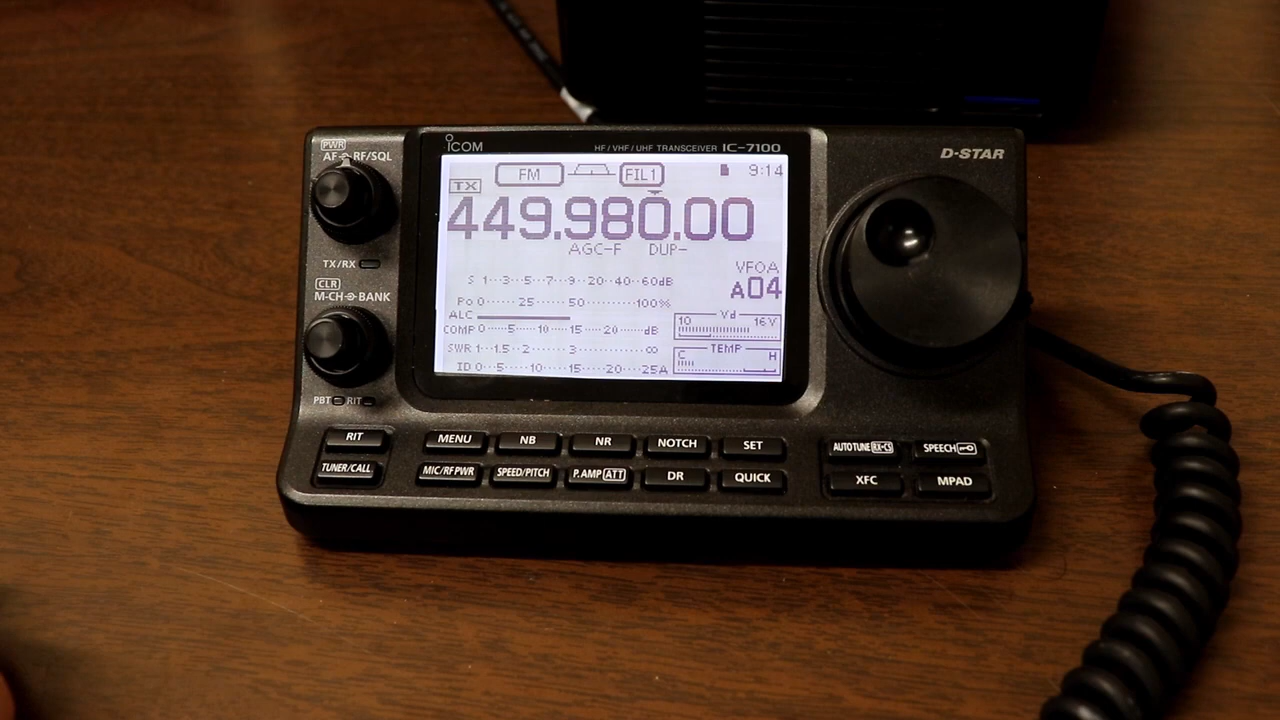 PWR
AF RF/SQL
ICOM
HF/VHF/UHF TRANSCEIVER IC-7100
D-STAR
FM FIL1 9:14
TX
449.980.00
AGC-F DUP-
TX/RX
CLR
M-CH BANK
S 1··3··5··7··9··20··40··60dB
VFOA
A04
Po 0 25 50 100%
ALC
COMP 0 5 10 15 20 dB
10 Vd 16V
SWR 1 1.5 2 3 ∞
TEMP
C H
ID 0 5 10 15 20 25A
PBT RIT
RIT MENU NB NR NOTCH SET AUTO TUNE RX-CS SPEECH
TUNER/CALL MIC/RF PWR SPEED/PITCH P.AMP ATT DR QUICK XFC MPAD